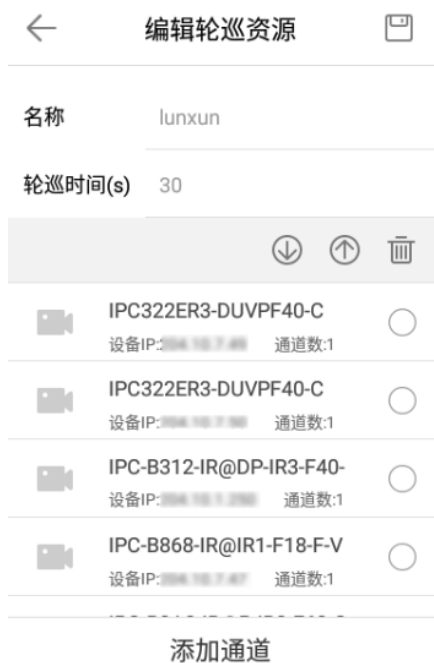 编辑轮巡资源
名称 lunxun
轮巡时间(s) 30
IPC322ER3-DUVPF40-C
设备IP: 通道数:1
IPC322ER3-DUVPF40-C
设备IP: 通道数:1
IPC-B312-IR@DP-IR3-F40-
设备IP: 通道数:1
IPC-B868-IR@IR1-F18-F-V
设备IP: 通道数:1
添加通道